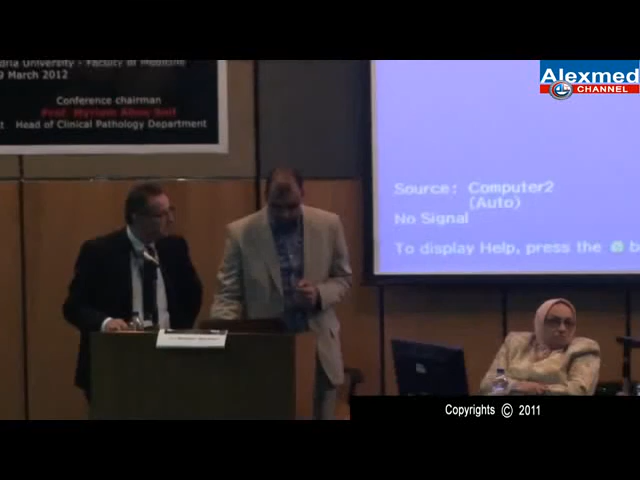 dria University - Faculty of Medicine
9 March 2012
Conference chairman
Head of Clinical Pathology Department
Alexmed
CHANNEL
Source: Computer2
(Auto)
No Signal
To display Help, press the
Copyrights © 2011